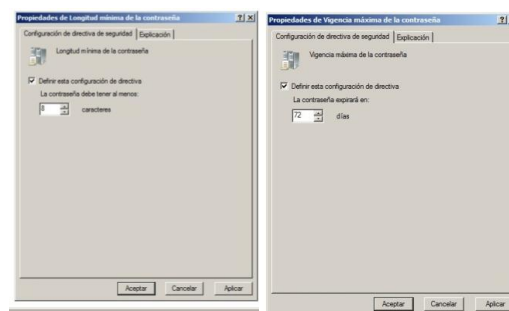 Propiedades de Longitud mínima de la contraseña
Configuración de directiva de seguridad Explicación
Longitud mínima de la contraseña
Definir esta configuración de directiva
La contraseña debe tener al menos:
8 caracteres
Aceptar Cancelar Aplicar
Propiedades de Vigencia máxima de la contraseña
Configuración de directiva de seguridad Explicación
Vigencia máxima de la contraseña
Definir esta configuración de directiva
La contraseña expirará en:
72 días
Aceptar Cancelar Aplicar